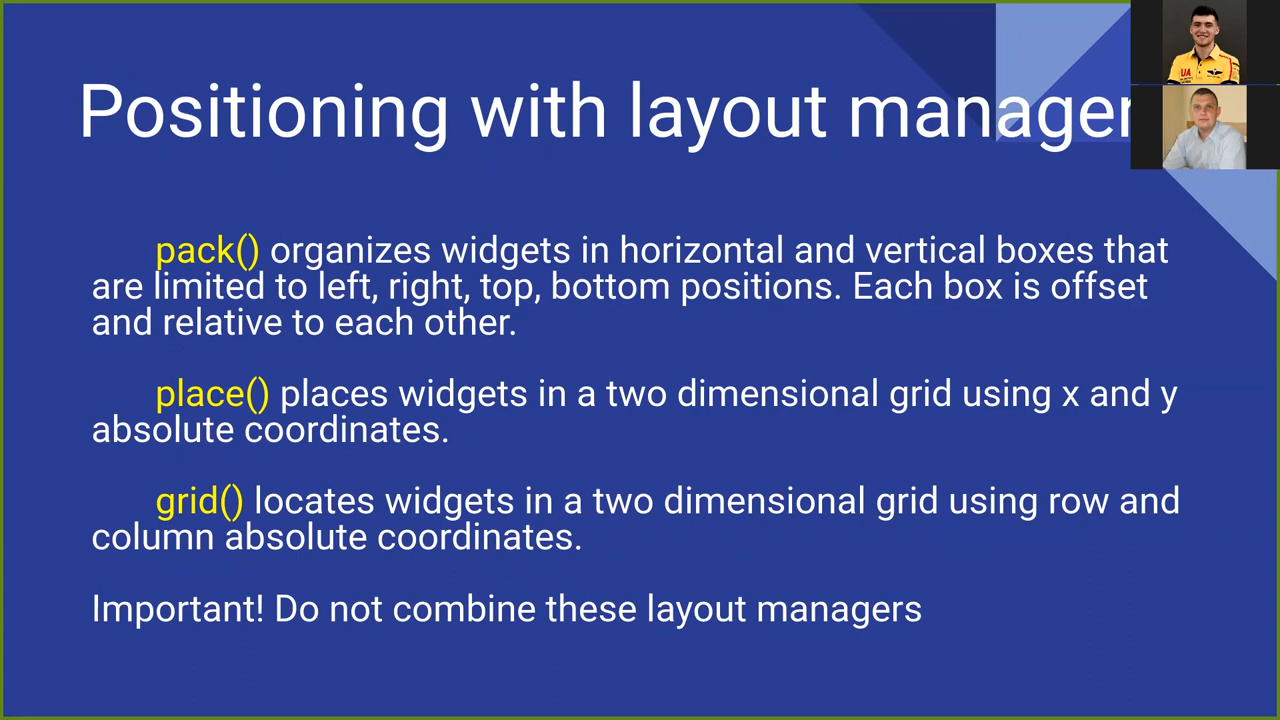 Positioning with layout manager
UA
pack() organizes widgets in horizontal and vertical boxes that
are limited to left, right, top, bottom positions. Each box is offset
and relative to each other.
place() places widgets in a two dimensional grid using x and y
absolute coordinates.
grid() locates widgets in a two dimensional grid using row and
column absolute coordinates.
Important! Do not combine these layout managers